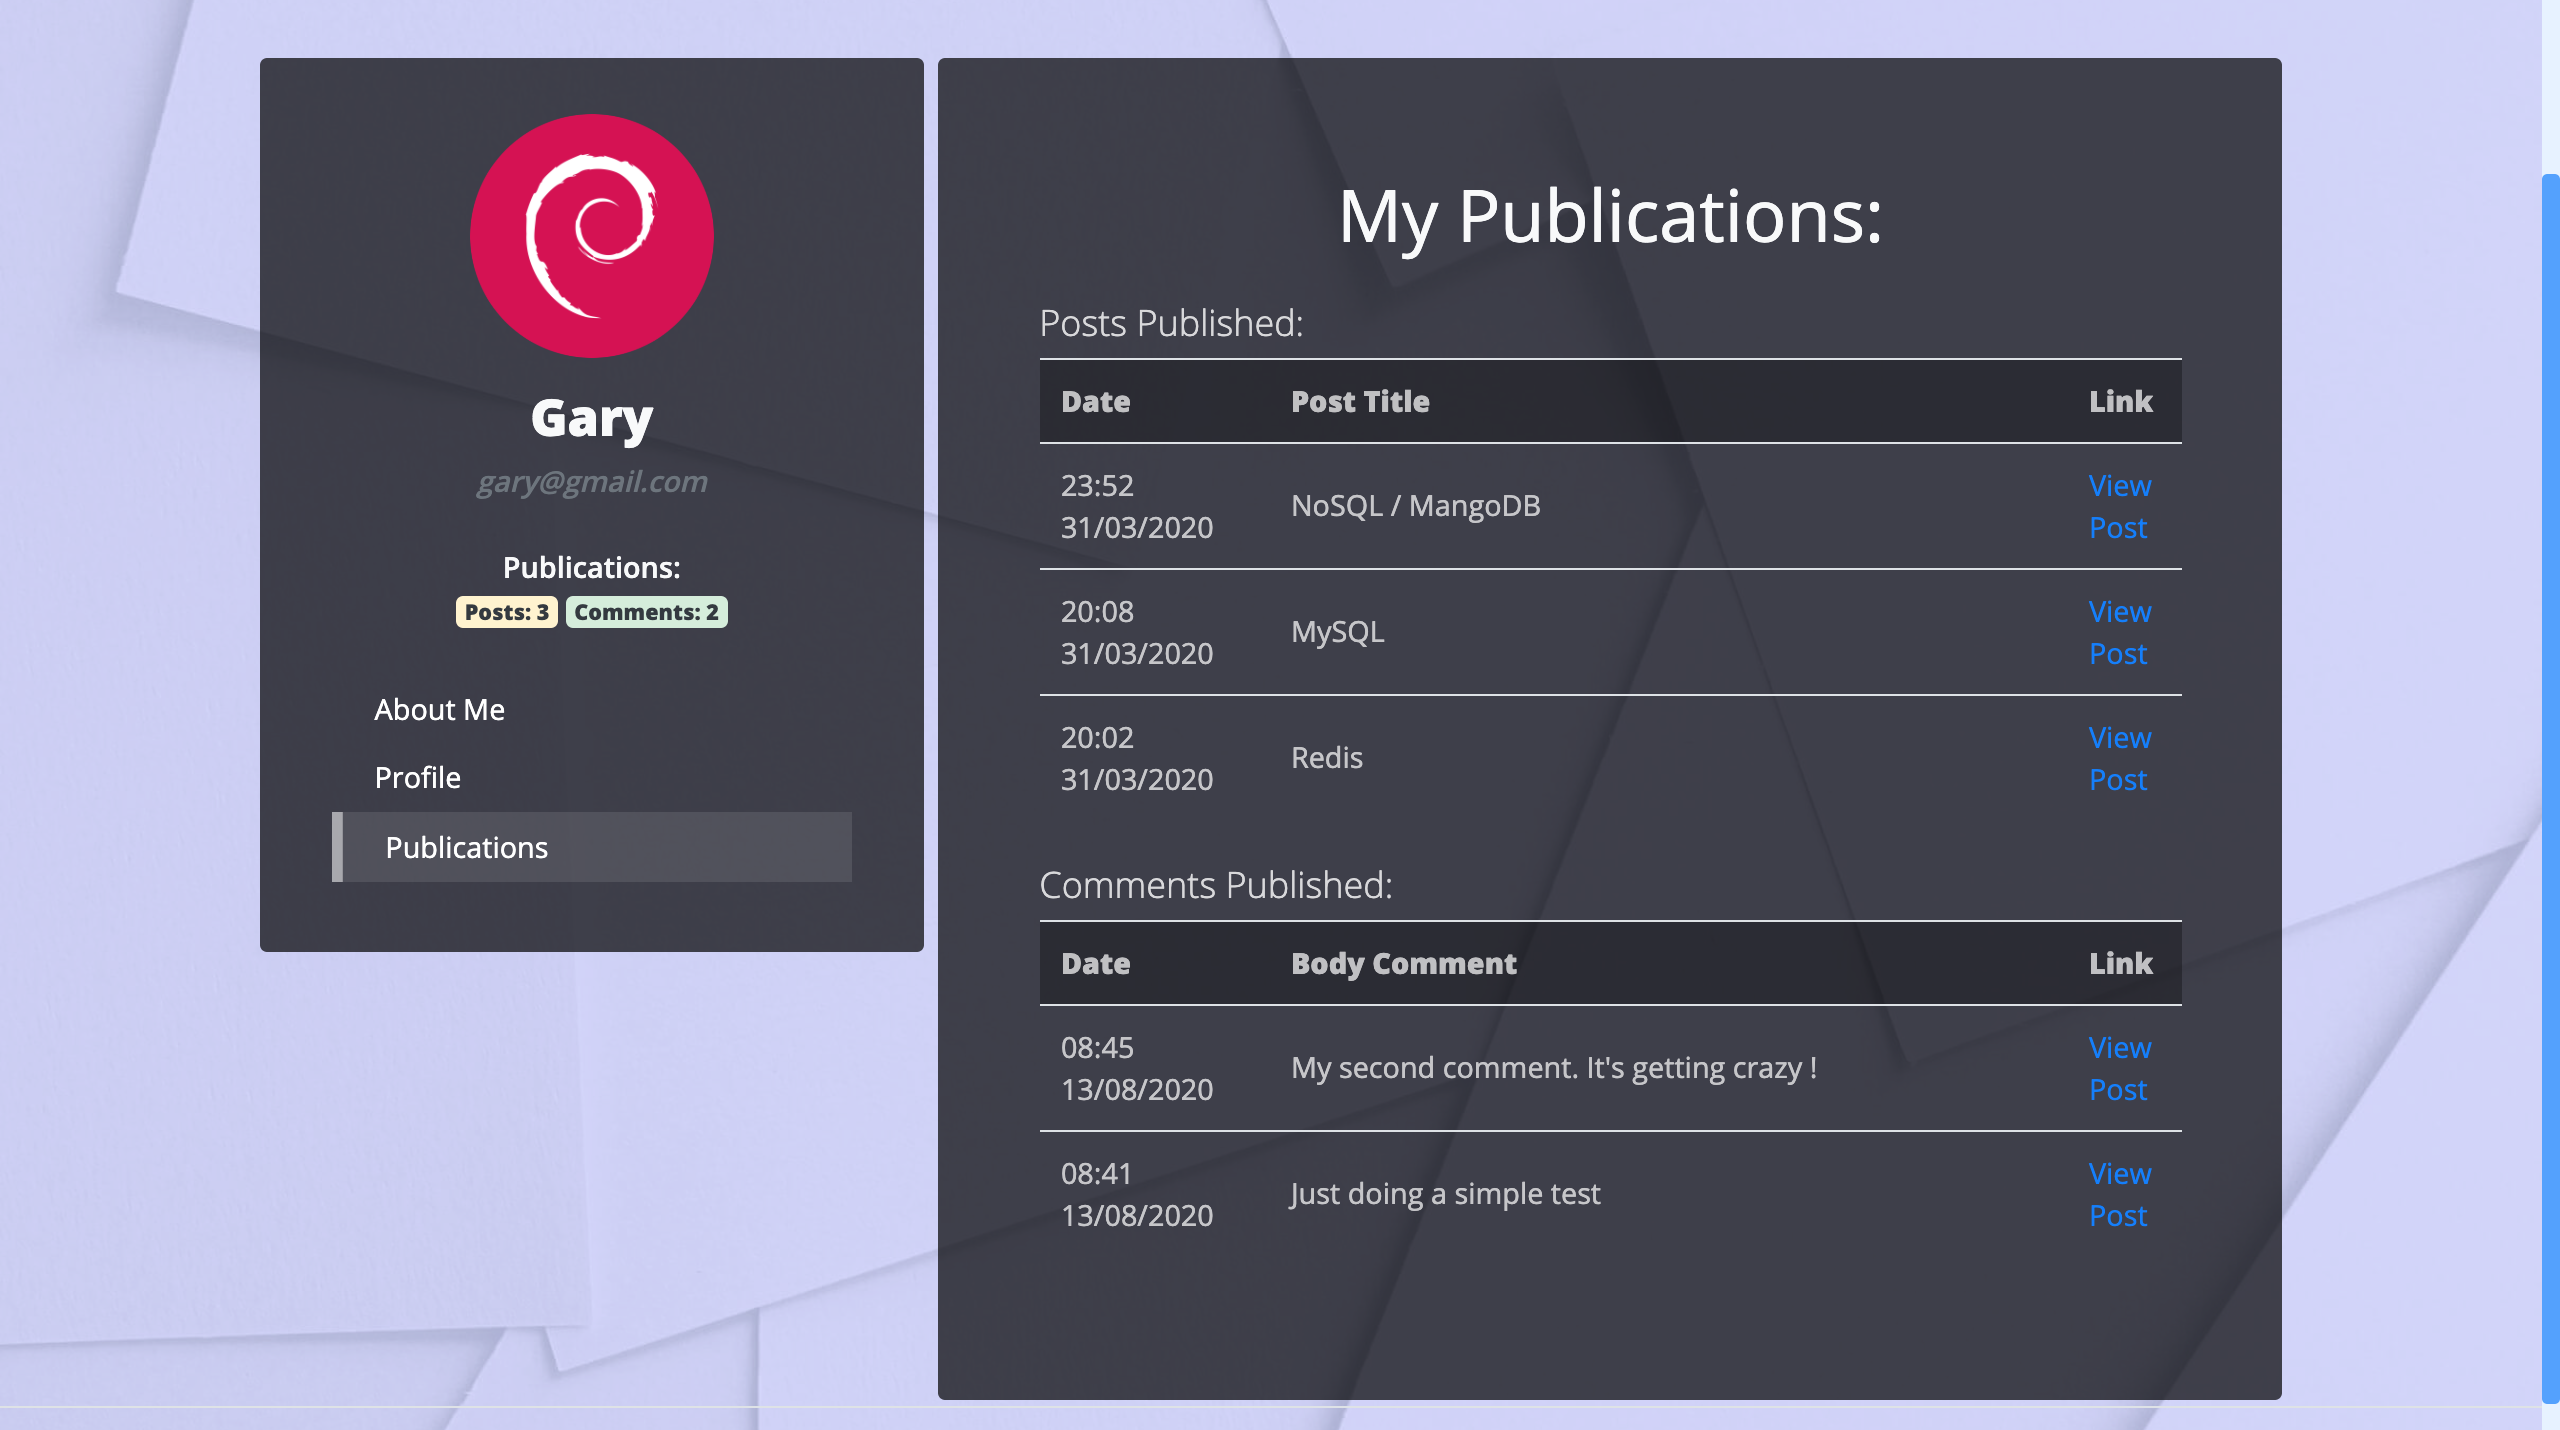 Gary
gary@gmail.com
Publications:
Posts: 3 Comments: 2
About Me
Profile
Publications
My Publications:
Posts Published:
Date Post Title Link
23:52
31/03/2020
NoSQL / MangoDB
View
Post
20:08
31/03/2020
MySQL
View
Post
20:02
31/03/2020
Redis
View
Post
Comments Published:
Date Body Comment Link
08:45
13/08/2020
My second comment. It's getting crazy !
View
Post
08:41
13/08/2020
Just doing a simple test
View
Post